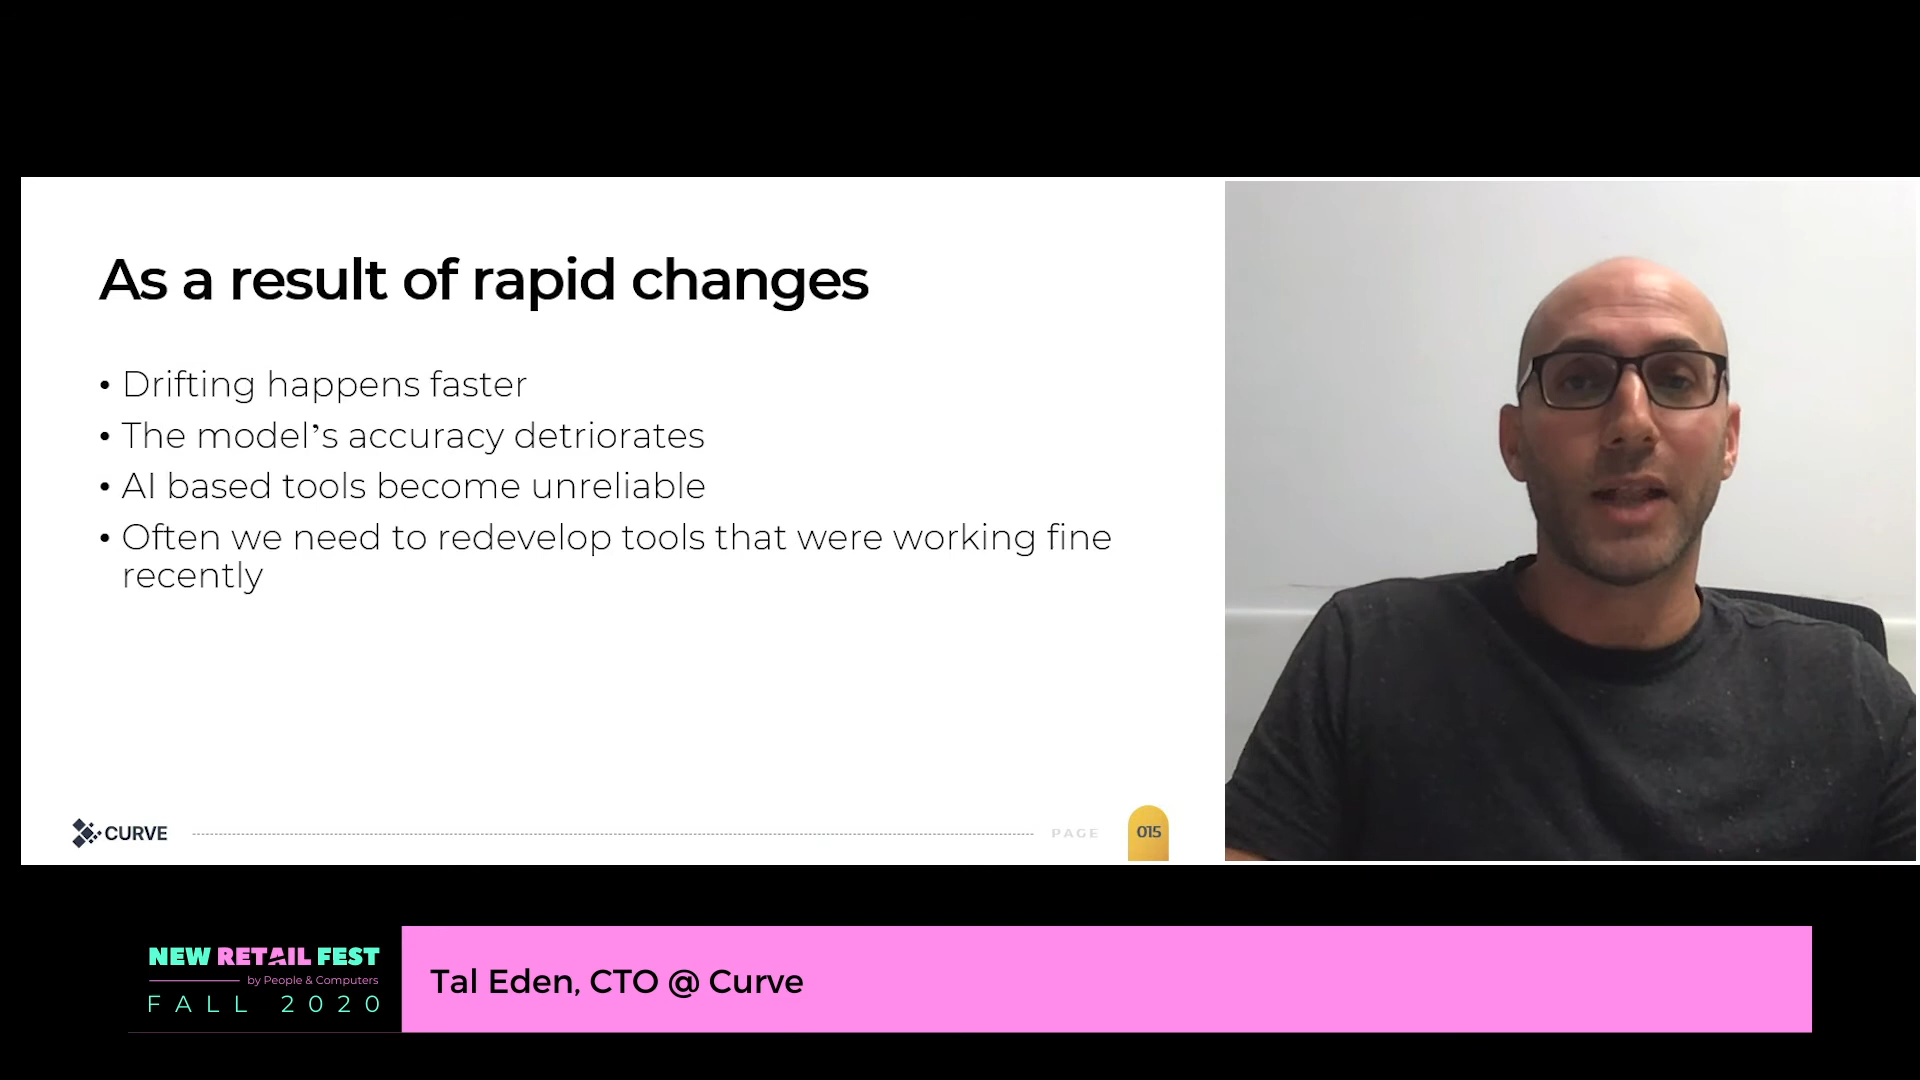 As a result of rapid changes
• Drifting happens faster
• The model’s accuracy detriorates
• AI based tools become unreliable
• Often we need to redevelop tools that were working fine
recently
CURVE
PAGE
015
NEW RETAIL FEST
by People & Computers
FALL 2020
Tal Eden, CTO @ Curve